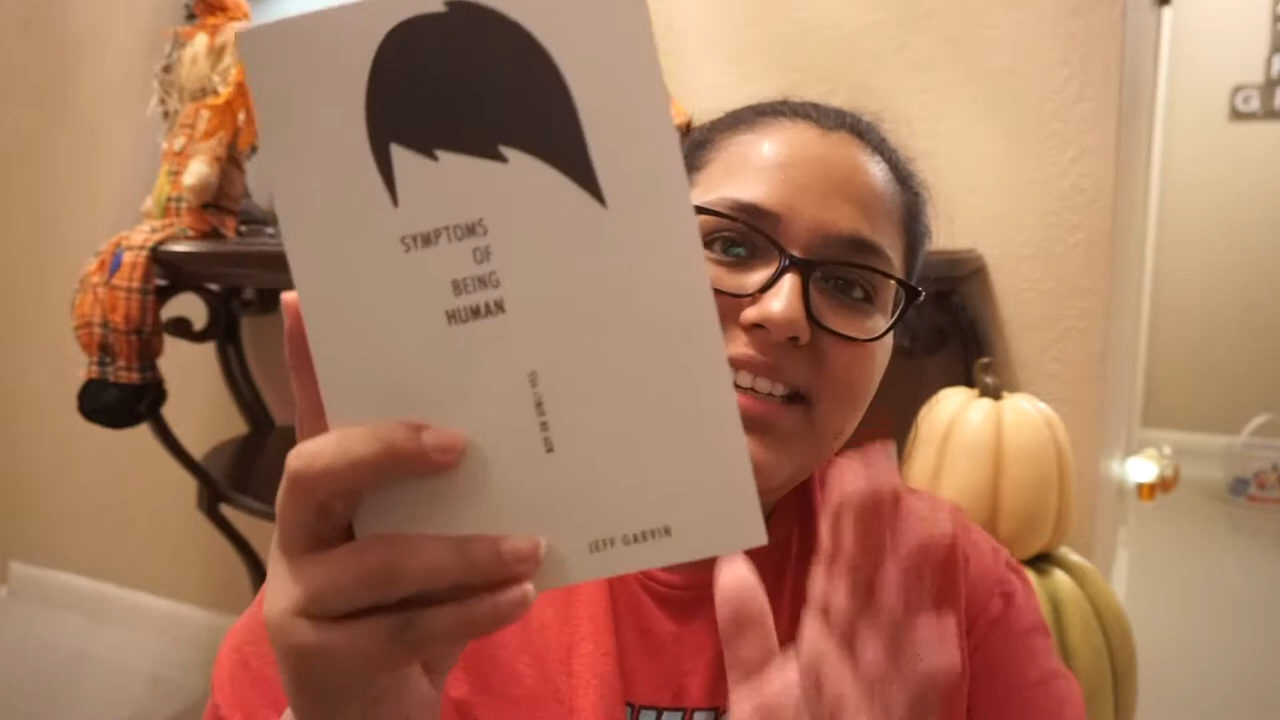 SYMPTOMS
OF
BEING
HUMAN
JEFF GARVIN
G